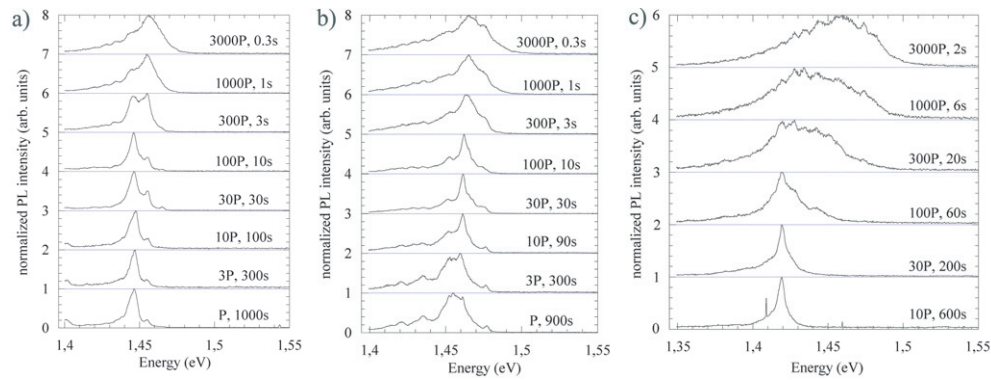 a)
8
3000P, 0.3s
7
1000P, 1s
6
300P, 3s
5
100P, 10s
4
30P, 30s
3
10P, 100s
2
3P, 300s
1
P, 1000s
0
1,4 1,45 1,5 1,55
Energy (eV)
normalized PL intensity (arb. units)
b)
8
3000P, 0.3s
7
1000P, 1s
6
300P, 3s
5
100P, 10s
4
30P, 30s
3
10P, 90s
2
3P, 300s
1
P, 900s
0
1,4 1,45 1,5 1,55
Energy (eV)
normalized PL intensity (arb. units)
c)
6
3000P, 2s
5
1000P, 6s
4
300P, 20s
3
100P, 60s
2
30P, 200s
1
10P, 600s
0
1,35 1,4 1,45 1,5 1,55
Energy (eV)
normalized PL intensity (arb. units)